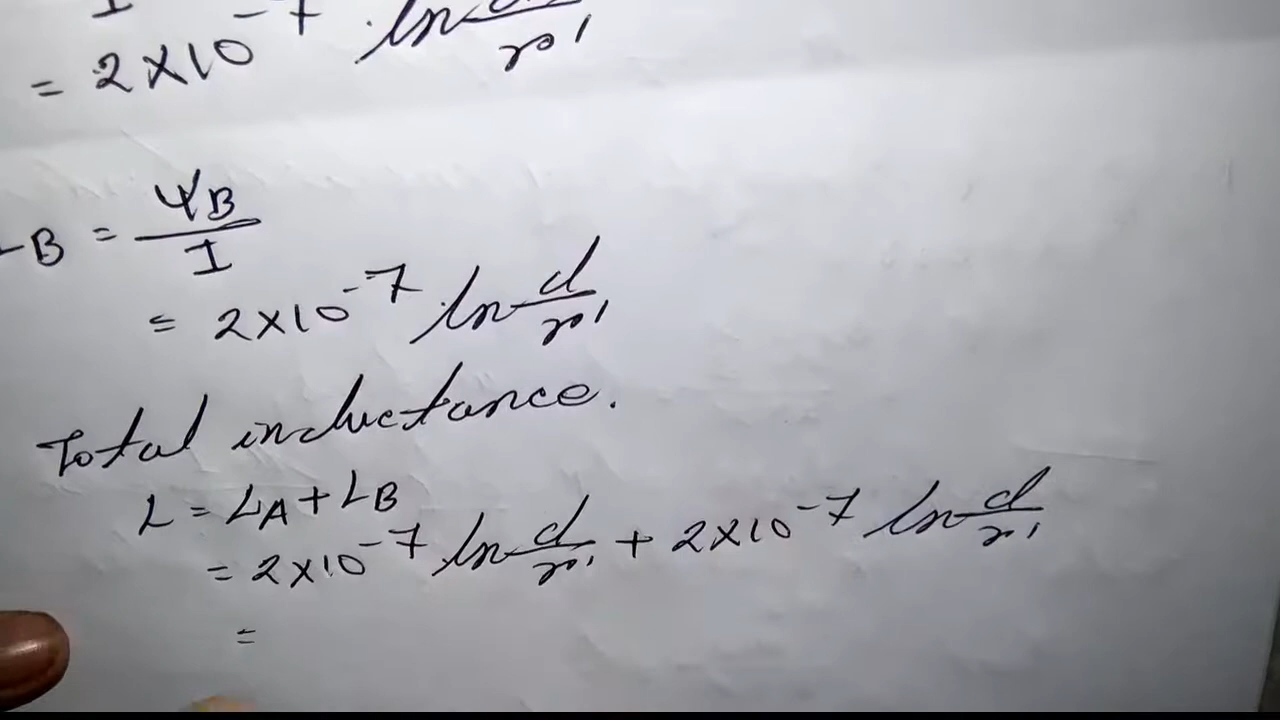 = 2×10⁻⁷ ln d/r'
LB = ψB/I
= 2×10⁻⁷ ln d/r'
Total inductance.
L = LA + LB
= 2×10⁻⁷ ln d/r' + 2×10⁻⁷ ln d/r'
=